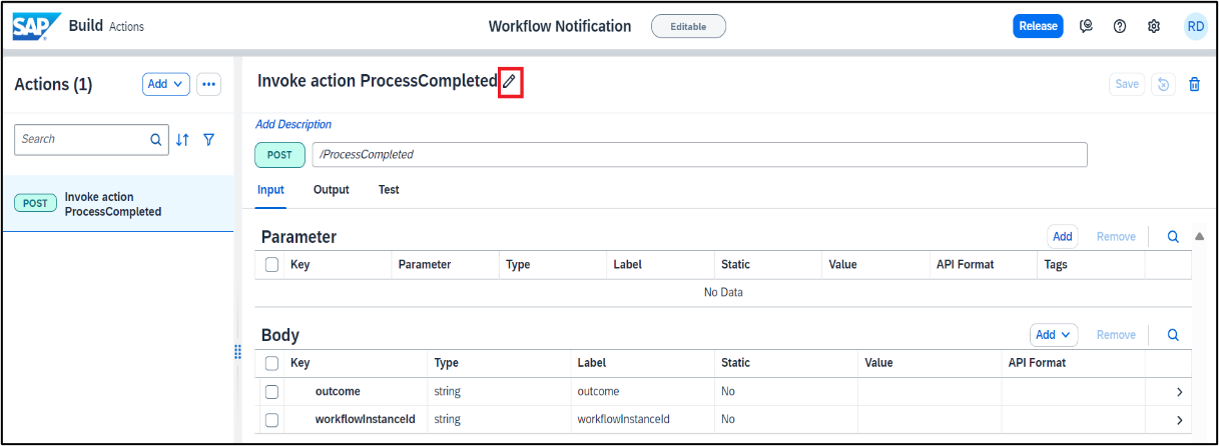 SAP Build Actions
Workflow Notification
Editable
Release
RD
Actions (1)
Add
Search
POST
Invoke action
ProcessCompleted
Invoke action ProcessCompleted
Save
Add Description
POST
/ProcessCompleted
Input Output Test
Parameter
Add Remove
Key Parameter Type Label Static Value API Format Tags
No Data
Body
Add Remove
Key Type Label Static Value API Format
outcome string outcome No
workflowInstanceId string workflowInstanceId No